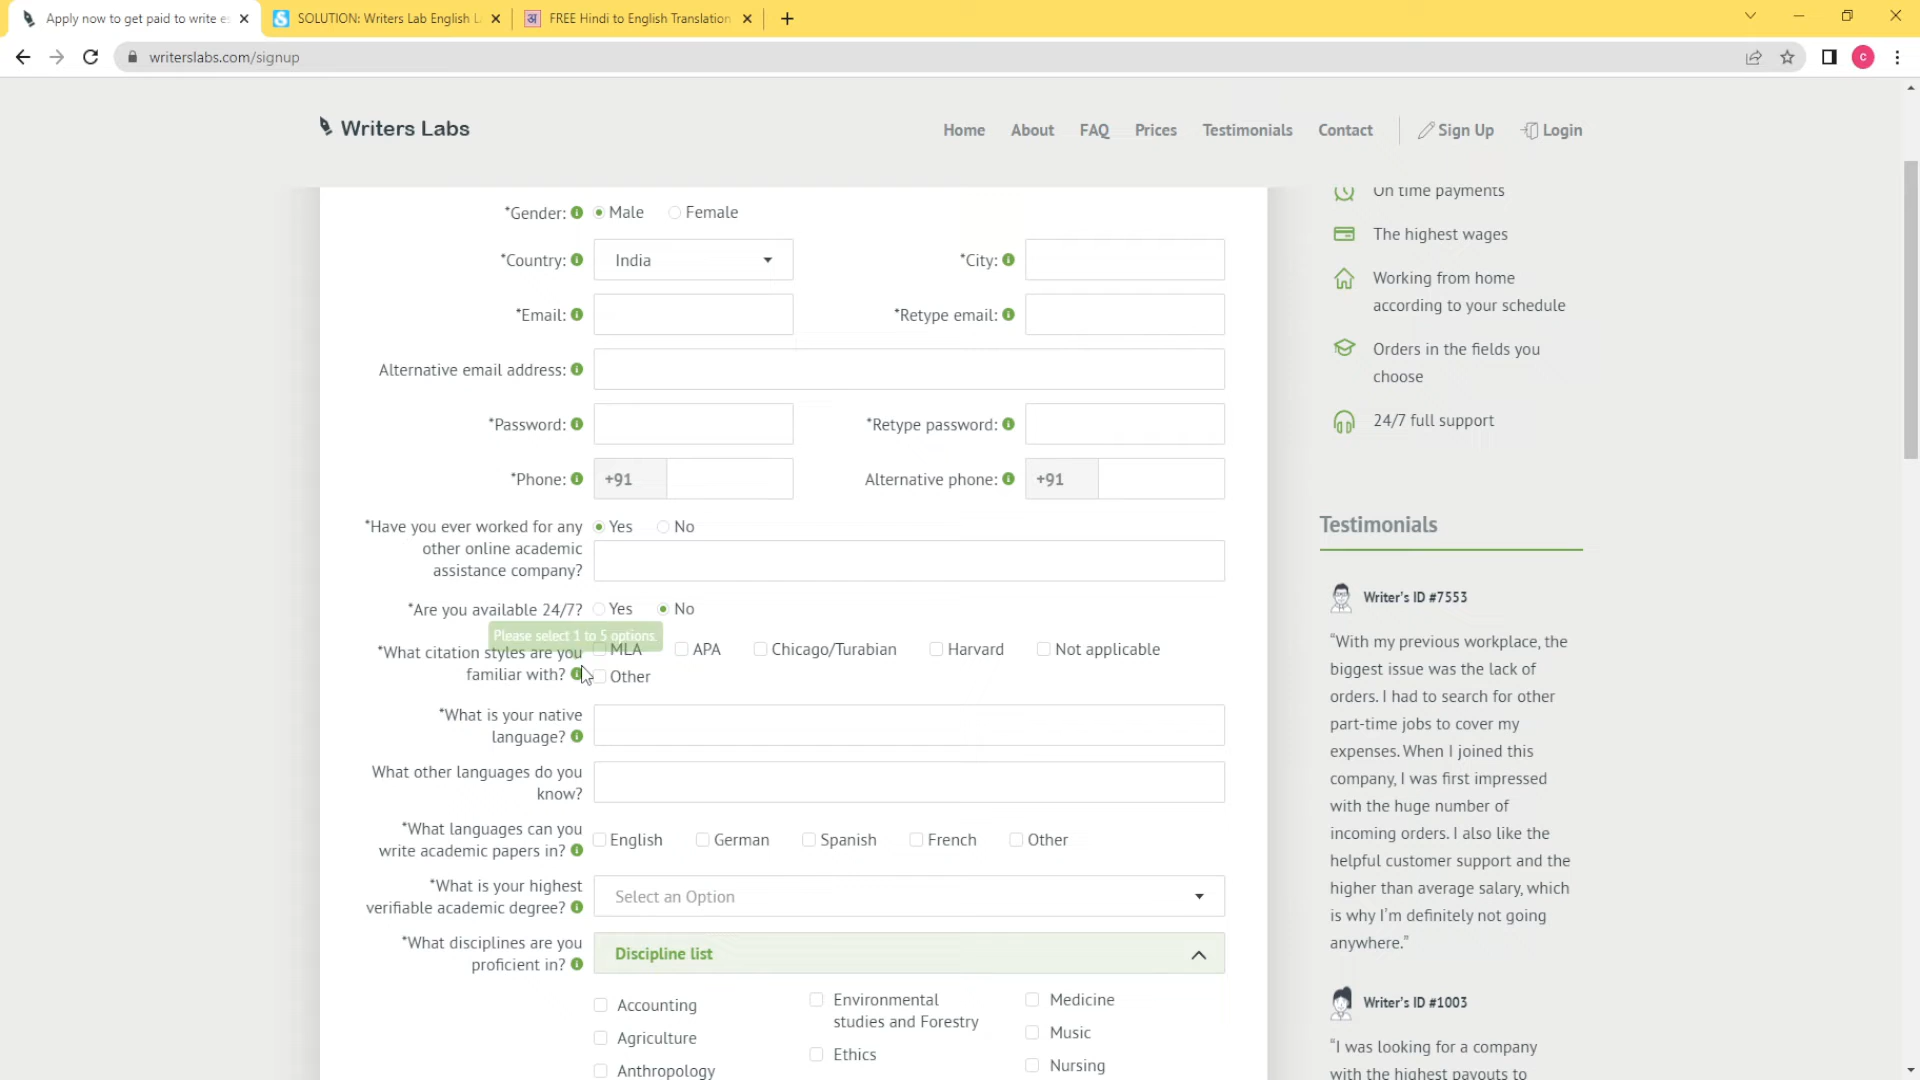 Apply now to get paid to write es
SOLUTION: Writers Lab English L
FREE Hindi to English Translation
writerslabs.com/signup
C
Writers Labs
Home
About
FAQ
Prices
Testimonials
Contact
Sign Up
Login
*Gender:
Male
Female
*Country:
India
*City:
*Email:
*Retype email:
Alternative email address:
*Password:
*Retype password:
*Phone:
+91
Alternative phone:
+91
*Have you ever worked for any
other online academic
assistance company?
Yes
No
*Are you available 24/7?
Yes
No
Please select 1 to 5 options.
*What citation styles are you
familiar with?
MLA
APA
Chicago/Turabian
Harvard
Not applicable
Other
*What is your native
language?
What other languages do you
know?
*What languages can you
write academic papers in?
English
German
Spanish
French
Other
*What is your highest
verifiable academic degree?
Select an Option
*What disciplines are you
proficient in?
Discipline list
Accounting
Agriculture
Anthropology
Environmental
studies and Forestry
Ethics
Medicine
Music
Nursing
On time payments
The highest wages
Working from home
according to your schedule
Orders in the fields you
choose
24/7 full support
Testimonials
Writer's ID #7553
“With my previous workplace, the
biggest issue was the lack of
orders. I had to search for other
part-time jobs to cover my
expenses. When I joined this
company, I was first impressed
with the huge number of
incoming orders. I also like the
helpful customer support and the
higher than average salary, which
is why I’m definitely not going
anywhere.”
Writer's ID #1003
“I was looking for a company
with the highest payouts to